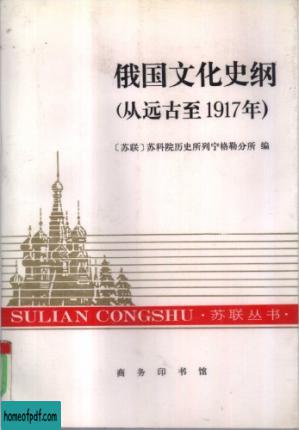 俄国文化史纲
(从远古至1917年)
〔苏联〕苏科院历史所列宁格勒分所 编
SULIAN CONGSHU·苏联丛书·
商务印书馆
homeofpdf.com